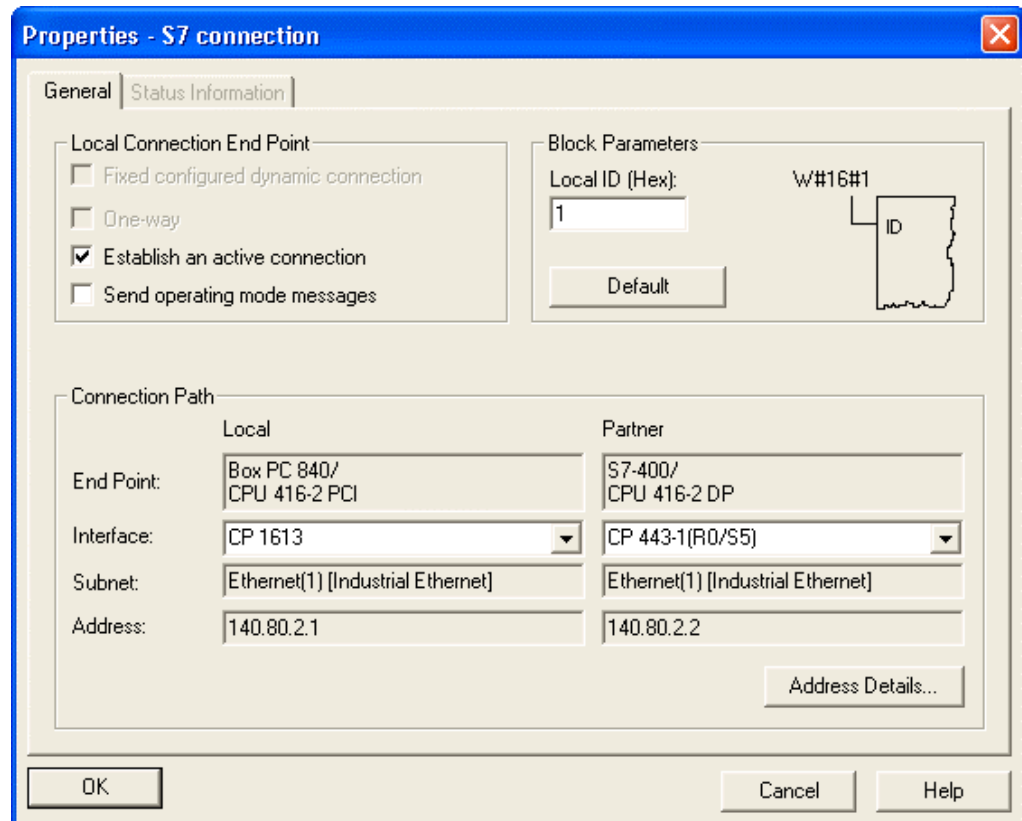 Properties - S7 connection
General
Status Information
Local Connection End Point
Fixed configured dynamic connection
One-way
Establish an active connection
Send operating mode messages
Block Parameters
Local ID (Hex):
W#16#1
1
ID
Default
Connection Path
Local
Partner
End Point:
Box PC 840/
CPU 416-2 PCI
S7-400/
CPU 416-2 DP
Interface:
CP 1613
CP 443-1(R0/S5)
Subnet:
Ethernet(1) [Industrial Ethernet]
Ethernet(1) [Industrial Ethernet]
Address:
140.80.2.1
140.80.2.2
Address Details...
OK
Cancel
Help